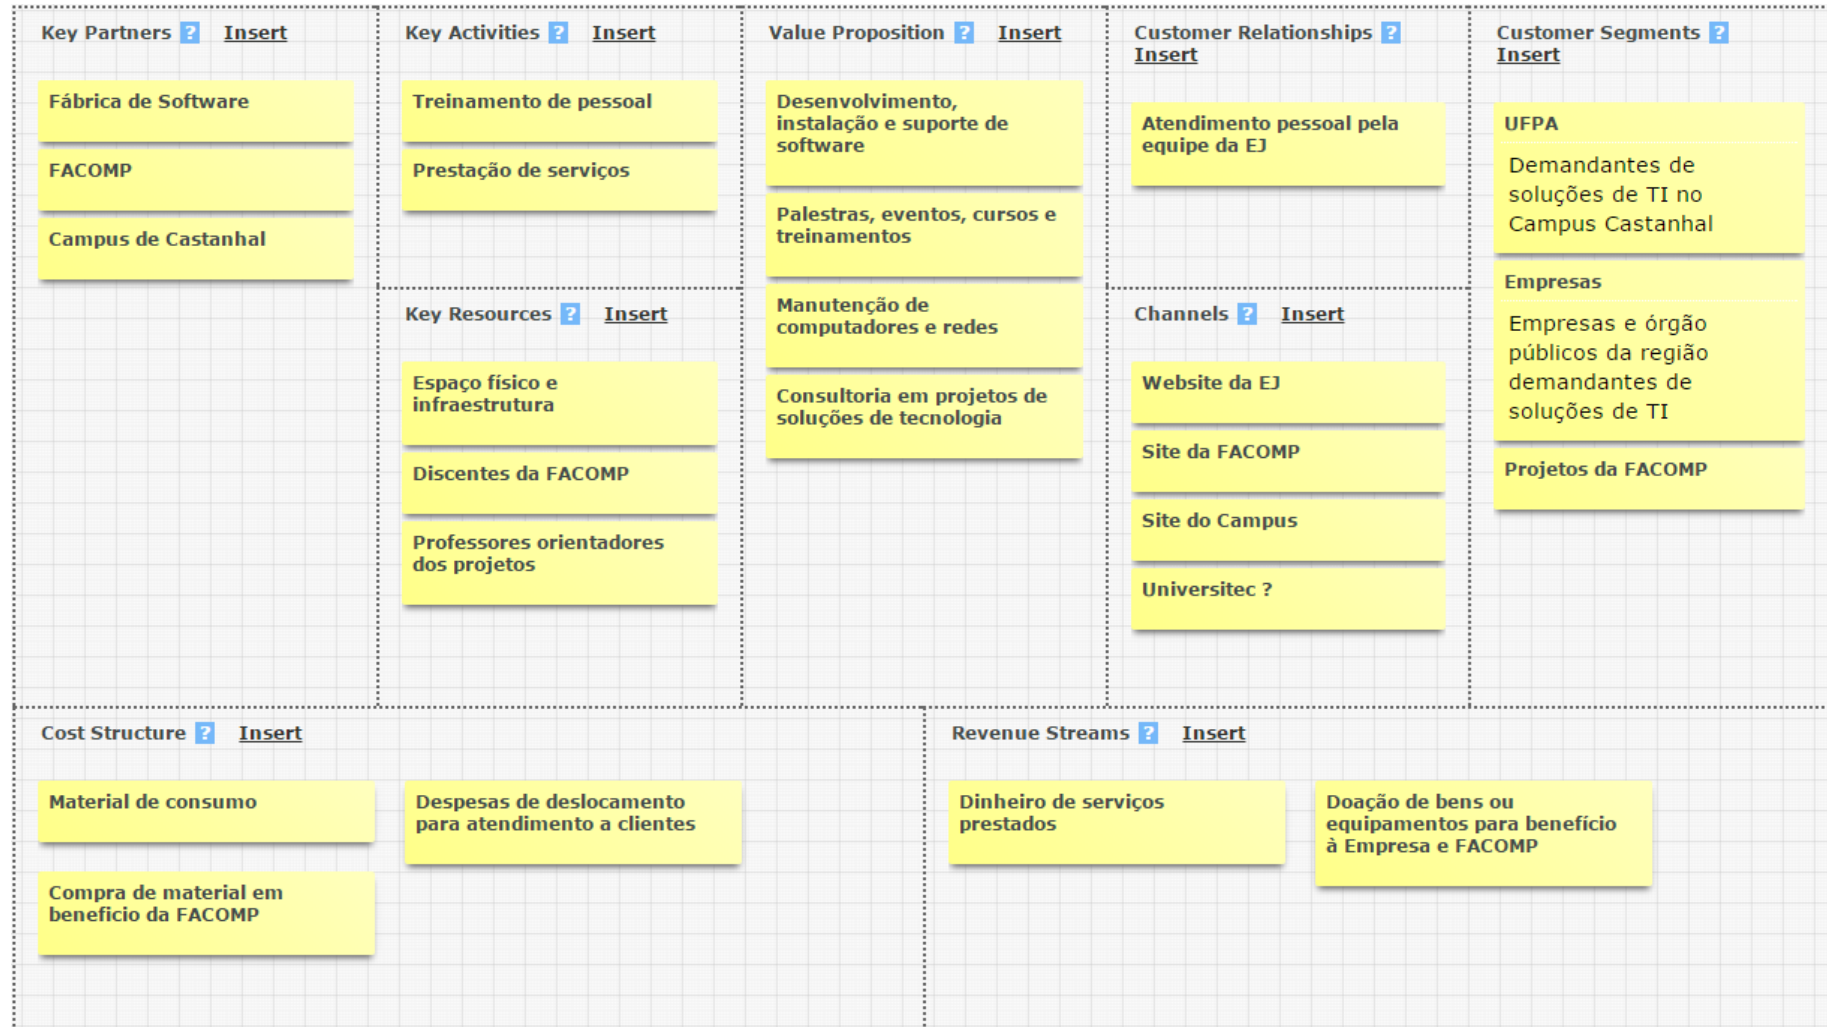 Key Partners ? Insert
Fábrica de Software
FACOMP
Campus de Castanhal
Key Activities ? Insert
Treinamento de pessoal
Prestação de serviços
Key Resources ? Insert
Espaço físico e
infraestrutura
Discentes da FACOMP
Professores orientadores
dos projetos
Value Proposition ? Insert
Desenvolvimento,
instalação e suporte de
software
Palestras, eventos, cursos e
treinamentos
Manutenção de
computadores e redes
Consultoria em projetos de
soluções de tecnologia
Customer Relationships ?
Insert
Atendimento pessoal pela
equipe da EJ
Channels ? Insert
Website da EJ
Site da FACOMP
Site do Campus
Universitec ?
Customer Segments ?
Insert
UFPA
Demandantes de
soluções de TI no
Campus Castanhal
Empresas
Empresas e órgão
públicos da região
demandantes de
soluções de TI
Projetos da FACOMP
Cost Structure ? Insert
Material de consumo
Despesas de deslocamento
para atendimento a clientes
Compra de material em
beneficio da FACOMP
Revenue Streams ? Insert
Dinheiro de serviços
prestados
Doação de bens ou
equipamentos para benefício
à Empresa e FACOMP